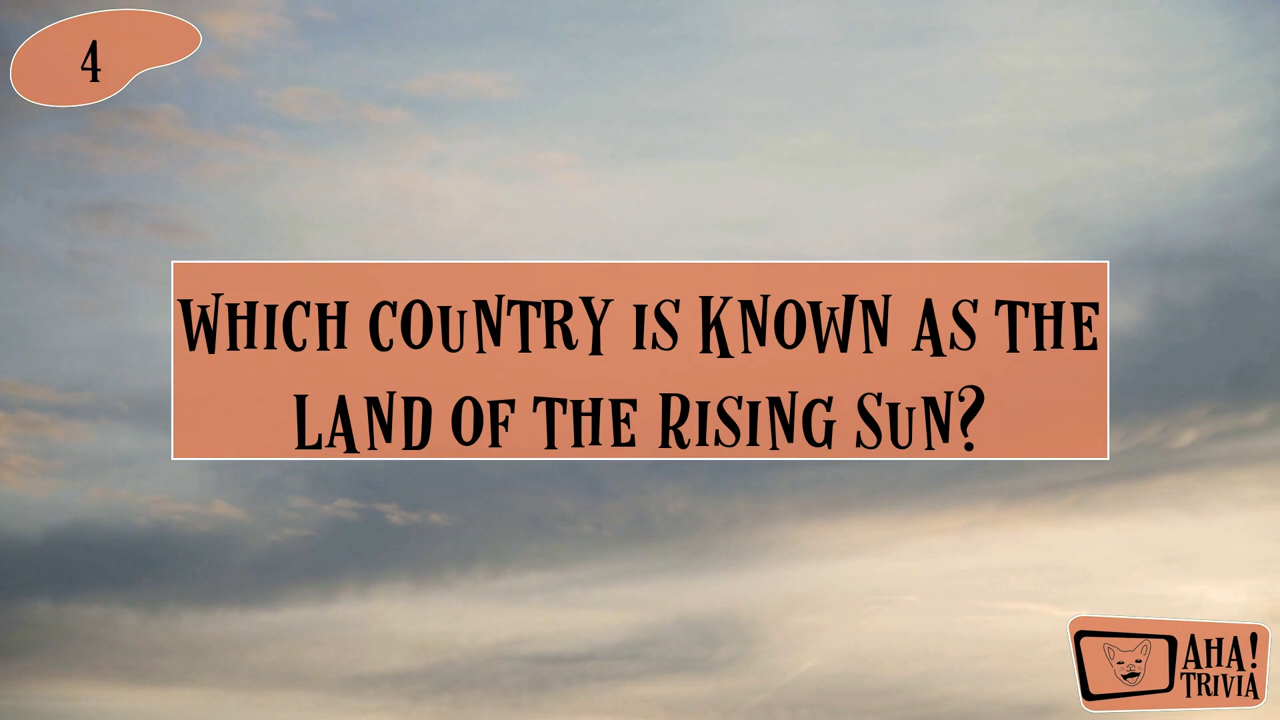 4
WHICH COUNTRY IS KNOWN AS THE
LAND OF THE RISING SUN?
AHA!
TRIVIA